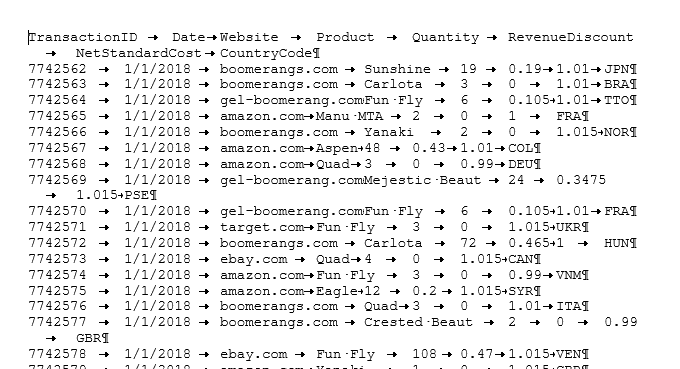 TransactionID → Date→Website → Product → Quantity → RevenueDiscount
→ NetStandardCost→CountryCode¶
7742562 → 1/1/2018 → boomerangs.com → Sunshine → 19 → 0.19→1.01→JPN¶
7742563 → 1/1/2018 → boomerangs.com → Carlota → 3 → 0 → 1.01→BRA¶
7742564 → 1/1/2018 → gel-boomerang.comFun·Fly → 6 → 0.105→1.01→TTO¶
7742565 → 1/1/2018 → amazon.com→Manu·MTA → 2 → 0 → 1 → FRA¶
7742566 → 1/1/2018 → boomerangs.com → Yanaki → 2 → 0 → 1.015→NOR¶
7742567 → 1/1/2018 → amazon.com→Aspen→48 → 0.43→1.01→COL¶
7742568 → 1/1/2018 → amazon.com→Quad→3 → 0 → 0.99→DEU¶
7742569 → 1/1/2018 → gel-boomerang.comMejestic·Beaut → 24 → 0.3475
→ 1.015→PSE¶
7742570 → 1/1/2018 → gel-boomerang.comFun·Fly → 6 → 0.105→1.01→FRA¶
7742571 → 1/1/2018 → target.com→Fun·Fly → 3 → 0 → 1.015→UKR¶
7742572 → 1/1/2018 → boomerangs.com → Carlota → 72 → 0.465→1 → HUN¶
7742573 → 1/1/2018 → ebay.com → Quad→4 → 0 → 1.015→CAN¶
7742574 → 1/1/2018 → amazon.com→Fun·Fly → 3 → 0 → 0.99→VNM¶
7742575 → 1/1/2018 → amazon.com→Eagle→12 → 0.2→1.015→SYR¶
7742576 → 1/1/2018 → boomerangs.com → Quad→3 → 0 → 1.01→ITA¶
7742577 → 1/1/2018 → boomerangs.com → Crested·Beaut → 2 → 0 → 0.99
→ GBR¶
7742578 → 1/1/2018 → ebay.com → Fun·Fly → 108 → 0.47→1.015→VEN¶